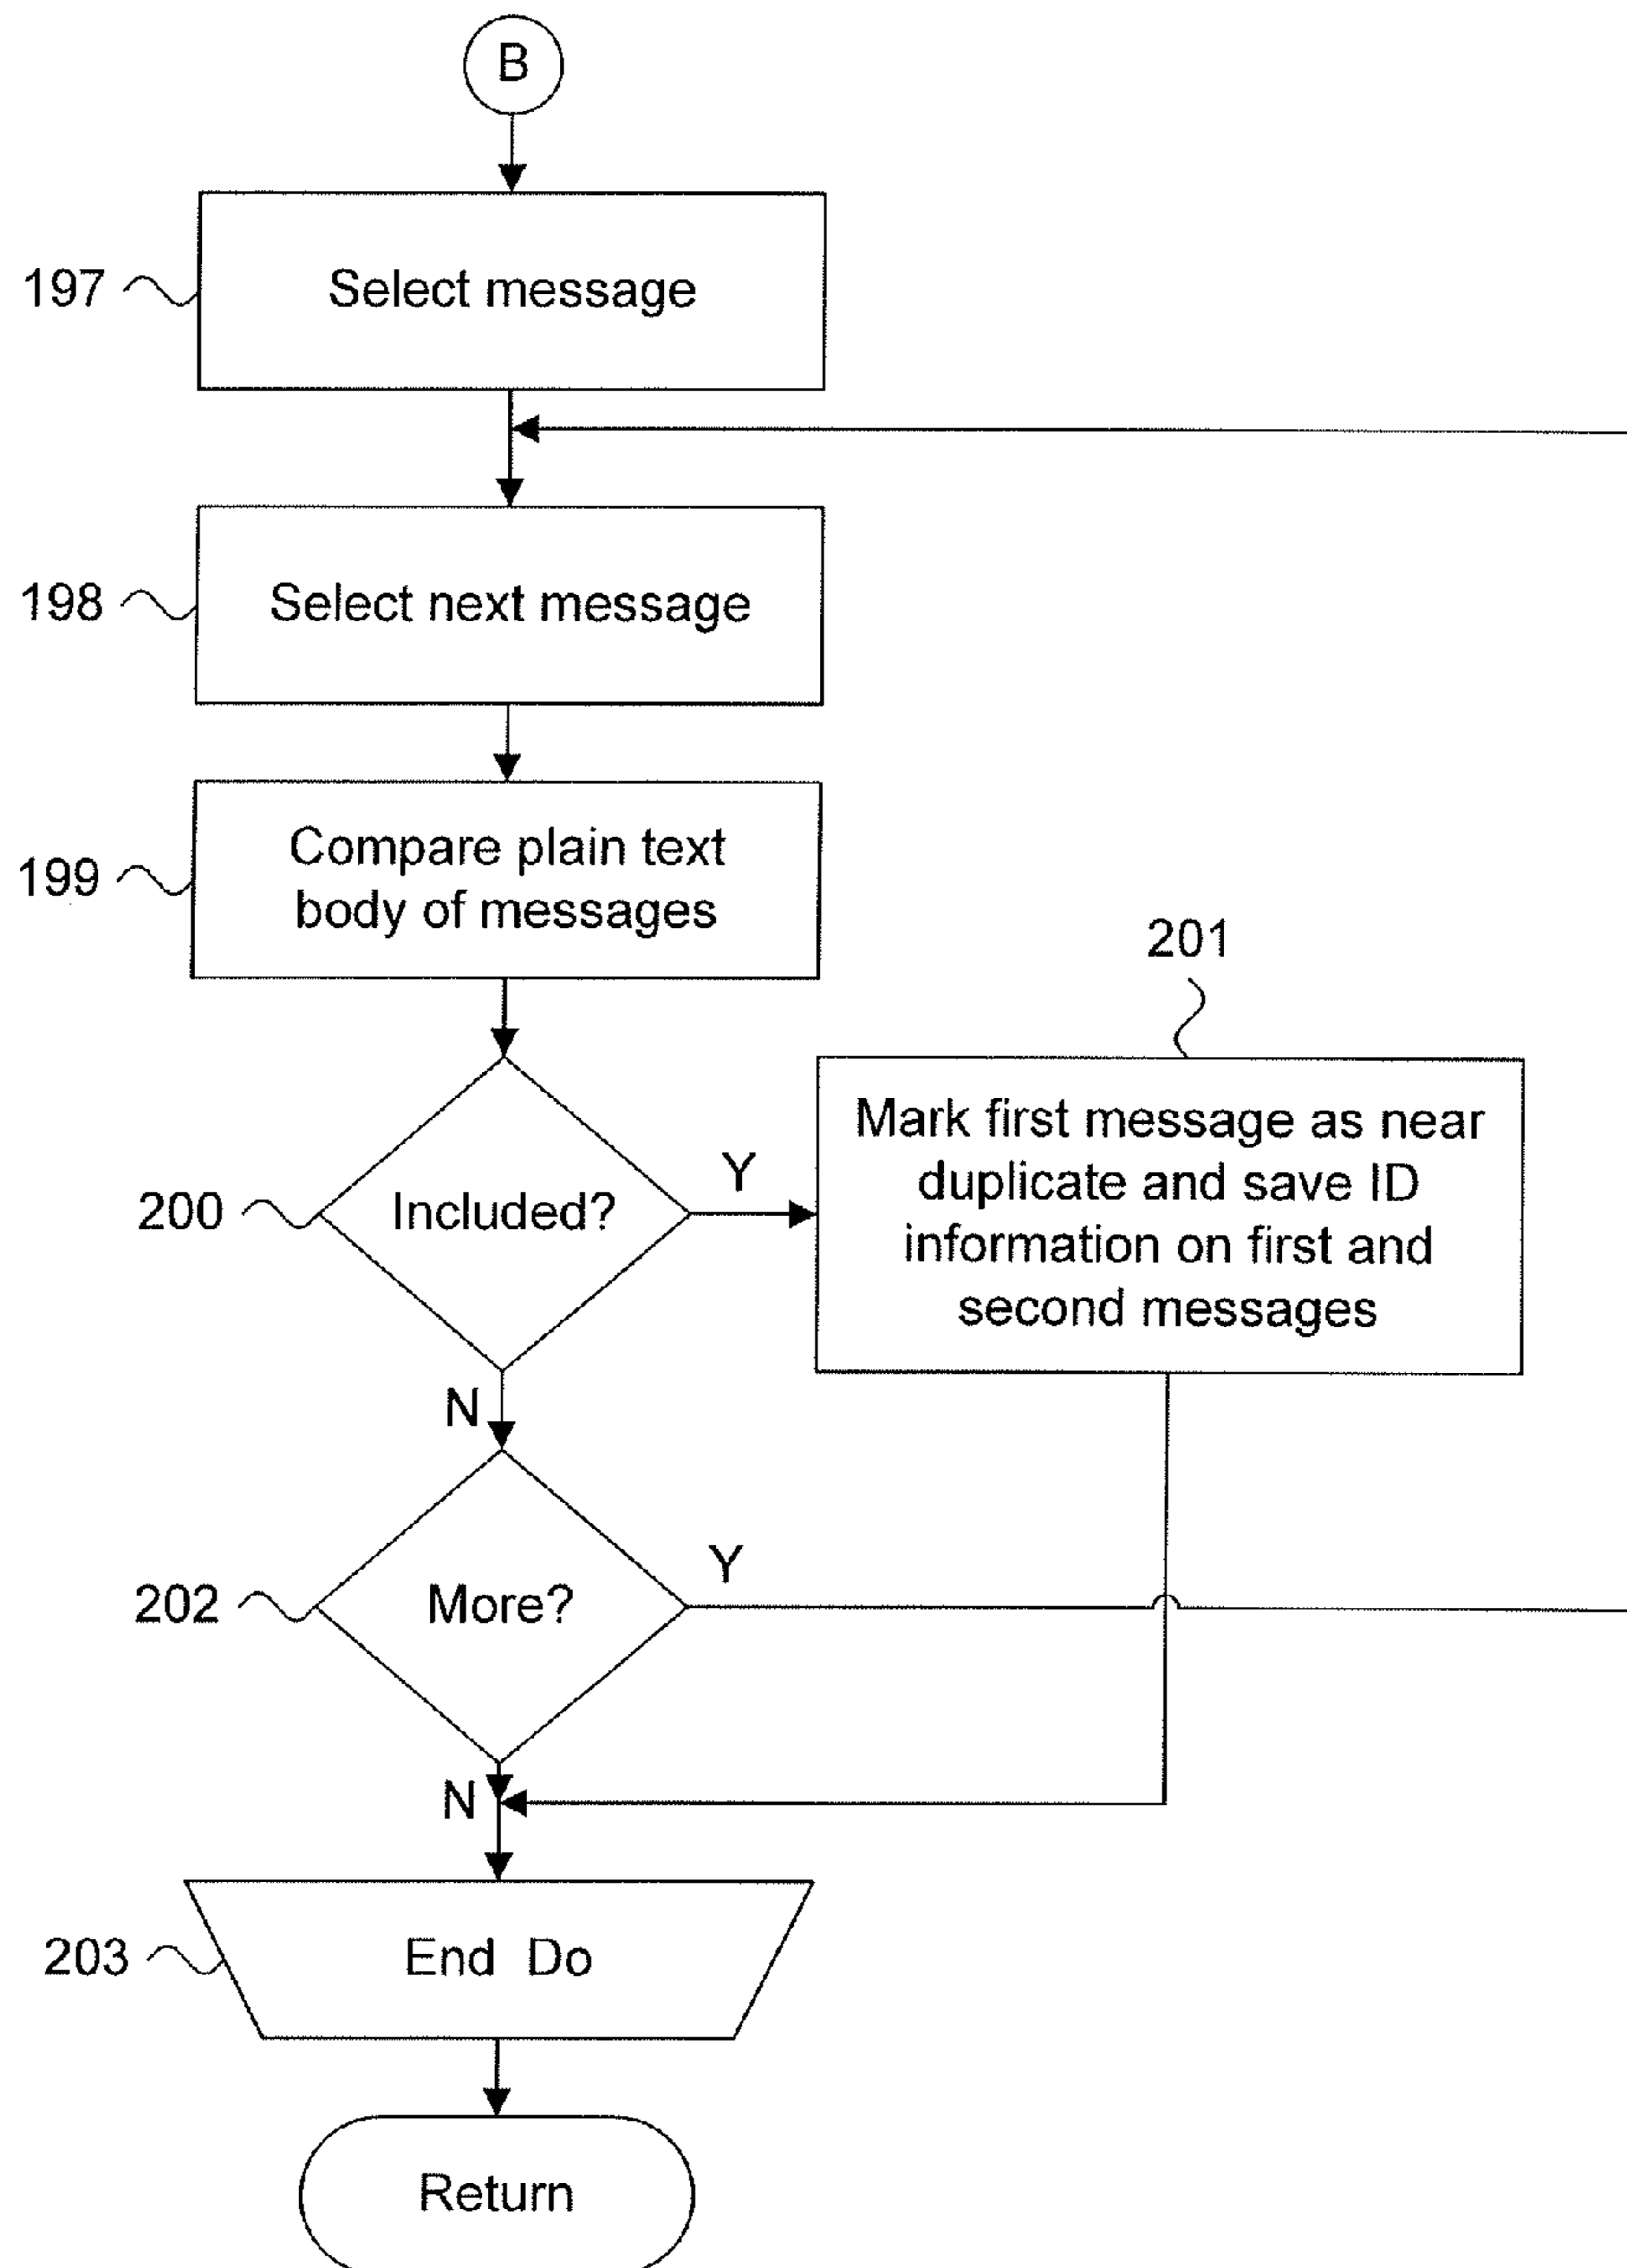 B
197
Select message
198
Select next message
199
Compare plain text
body of messages
201
Mark first message as near
duplicate and save ID
information on first and
second messages
200
Included?
Y
N
202
More?
Y
N
203
End Do
Return